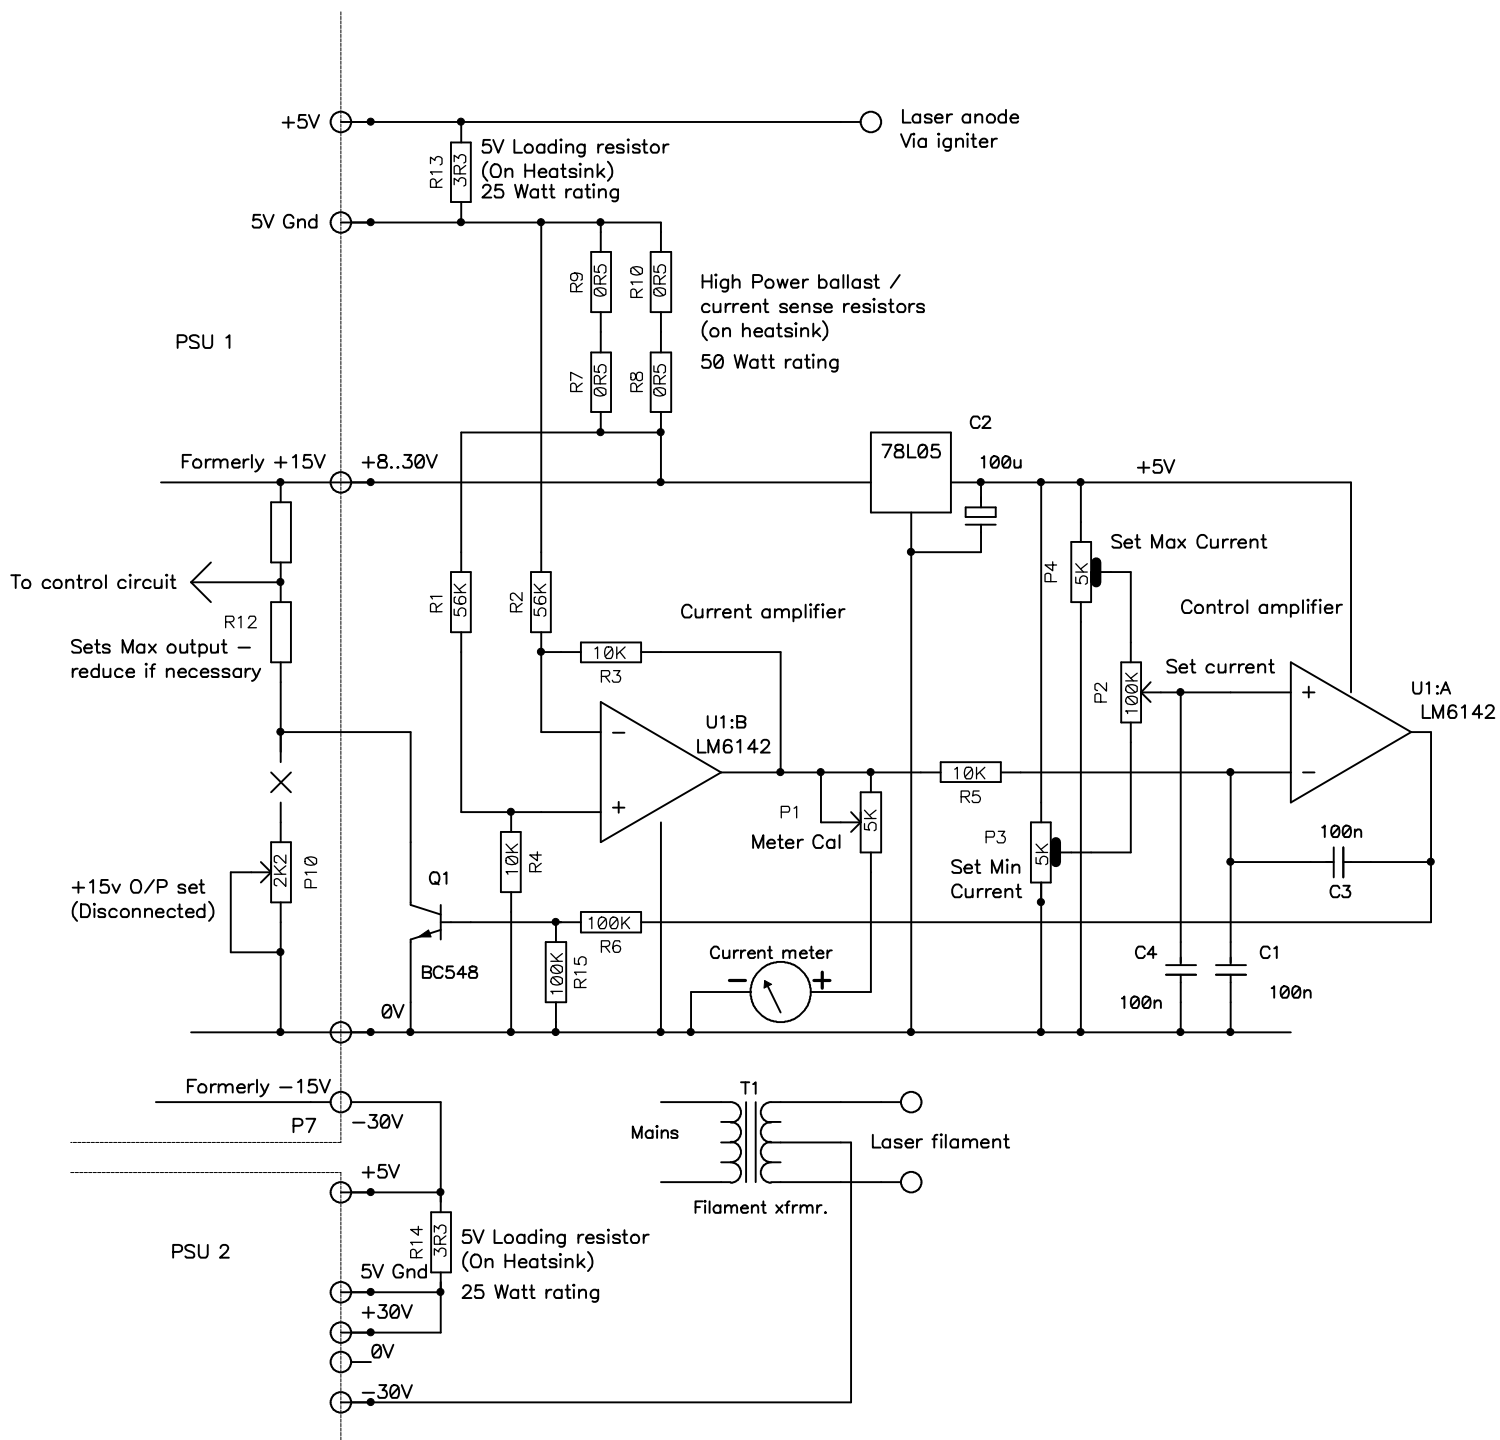 +5V
Laser anode
Via igniter
R13
3R3
5V Loading resistor
(On Heatsink)
25 Watt rating
5V Gnd
R9
0R5
R10
0R5
High Power ballast /
current sense resistors
(on heatsink)
50 Watt rating
PSU 1
R7
0R5
R8
0R5
Formerly +15V
+8..30V
78L05
C2
100u
+5V
To control circuit
R12
Sets Max output –
reduce if necessary
R1
56K
R2
56K
10K
R3
Current amplifier
P4
5K
Set Max Current
Control amplifier
Set current
P2
100K
+
–
U1:A
LM6142
U1:B
LM6142
–
+
10K
R5
P1
Meter Cal
5K
P3
Set Min
Current
5K
100n
C3
+15v O/P set
(Disconnected)
2K2
P10
Q1
BC548
10K
R4
100K
R6
100K
R15
Current meter
–
+
C4
100n
C1
100n
0V
Formerly –15V
–30V
P7
T1
Mains
Laser filament
Filament xfrmr.
+5V
PSU 2
R14
3R3
5V Loading resistor
(On Heatsink)
25 Watt rating
5V Gnd
+30V
0V
–30V